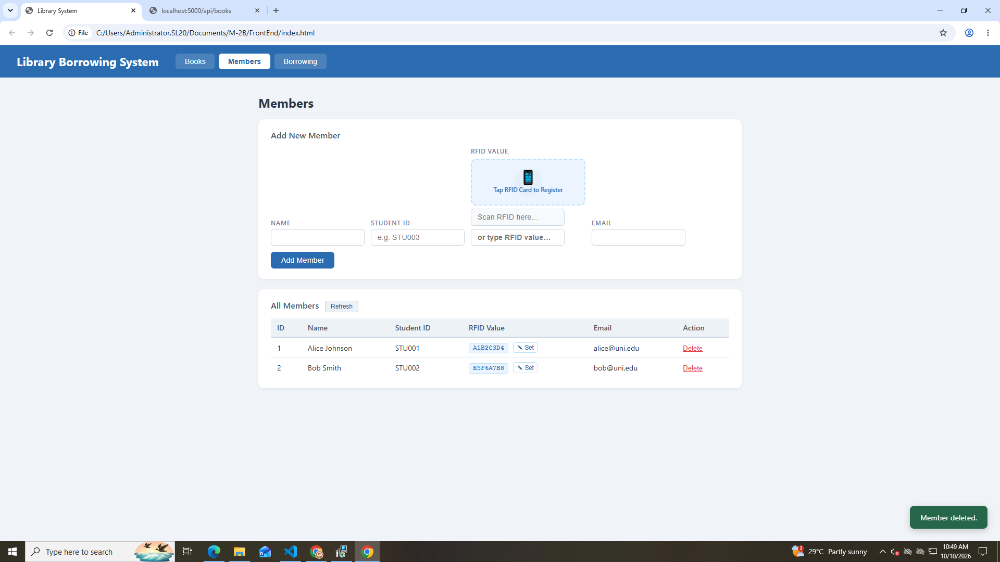 Library System
localhost:5000/api/books
File
C:/Users/Administrator.SL20/Documents/M-2B/FrontEnd/index.html
Library Borrowing System
Books
Members
Borrowing
Members
Add New Member
RFID VALUE
Tap RFID Card to Register
Scan RFID here...
NAME
STUDENT ID
EMAIL
e.g. STU003
or type RFID value...
Add Member
All Members
Refresh
ID Name Student ID RFID Value Email Action
1 Alice Johnson STU001 A1B2C3D4 Set alice@uni.edu Delete
2 Bob Smith STU002 E5F6A7B8 Set bob@uni.edu Delete
Member deleted.
Type here to search
2
29°C Partly sunny
10:49 AM
10/10/2026